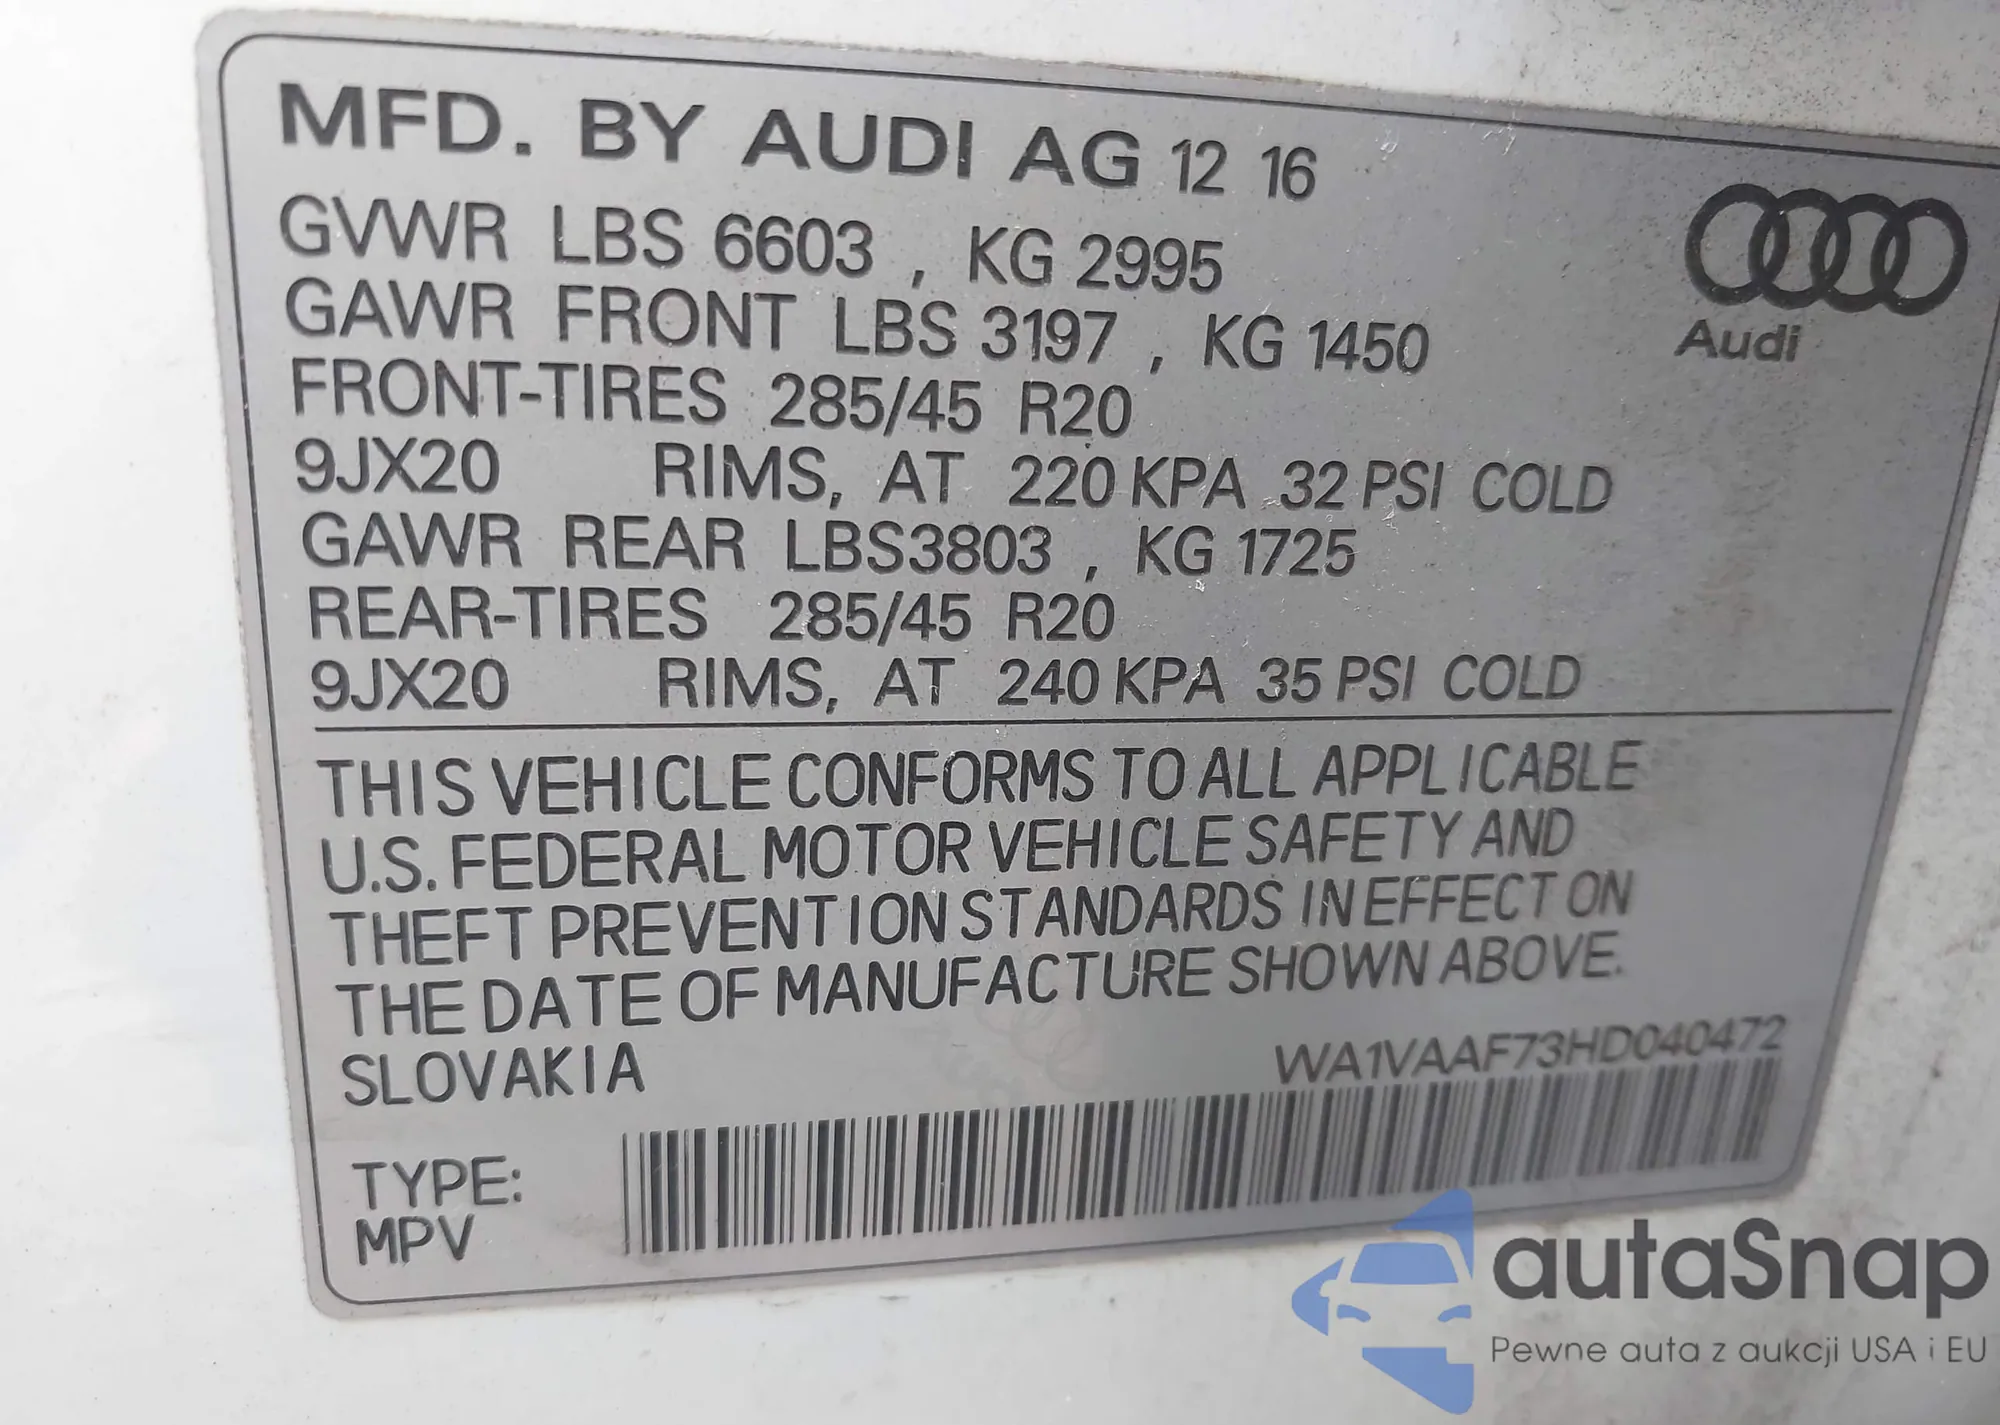 MFD. BY AUDI AG 12 16
GVWR LBS 6603 , KG 2995
GAWR FRONT LBS 3197 , KG 1450
FRONT-TIRES 285/45 R20
9JX20 RIMS, AT 220 KPA 32 PSI COLD
GAWR REAR LBS3803 , KG 1725
REAR-TIRES 285/45 R20
9JX20 RIMS, AT 240 KPA 35 PSI COLD
Audi
THIS VEHICLE CONFORMS TO ALL APPLICABLE
U.S. FEDERAL MOTOR VEHICLE SAFETY AND
THEFT PREVENTION STANDARDS IN EFFECT ON
THE DATE OF MANUFACTURE SHOWN ABOVE.
SLOVAKIA
WA1VAAF73HD040472
TYPE:
MPV
autaSnap
Pewne auta z aukcji USA i EU